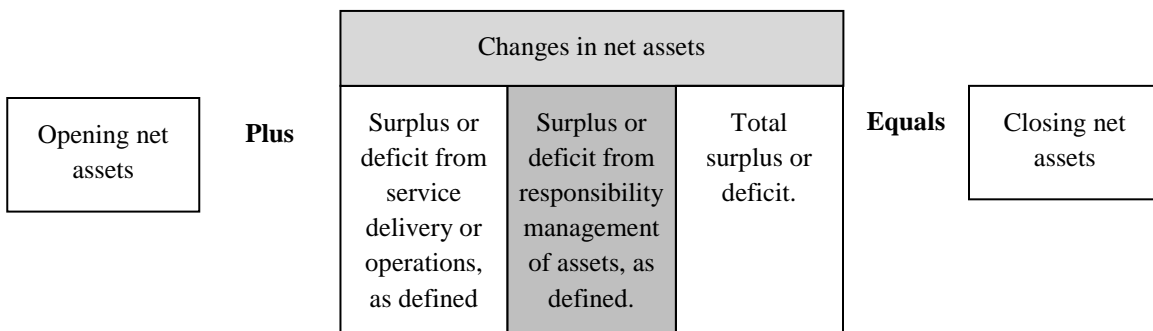 Changes in net assets
Opening net
assets
Plus
Surplus or
deficit from
service
delivery or
operations,
as defined
Surplus or
deficit from
responsibility
management
of assets, as
defined.
Total
surplus or
deficit.
Equals
Closing net
assets